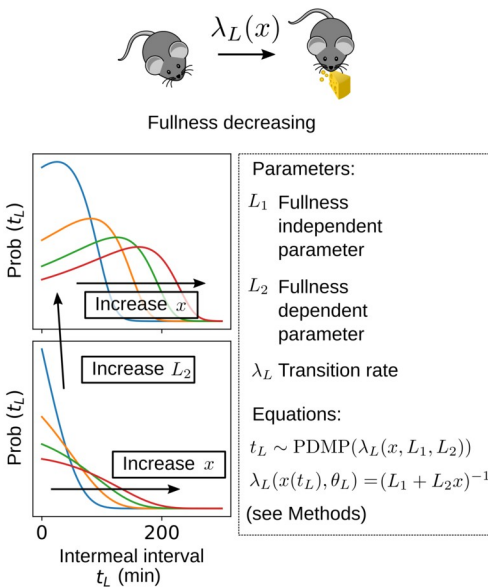 λ_L(x)
Fullness decreasing
Prob (t_L)
Increase x
Increase L_2
Prob (t_L)
Increase x
0 200
Intermeal interval
t_L (min)
Parameters:
L_1 Fullness
independent
parameter
L_2 Fullness
dependent
parameter
λ_L Transition rate
Equations:
t_L ∼ PDMP(λ_L(x, L_1, L_2))
λ_L(x(t_L), θ_L) = (L_1 + L_2x)^{-1}
(see Methods)